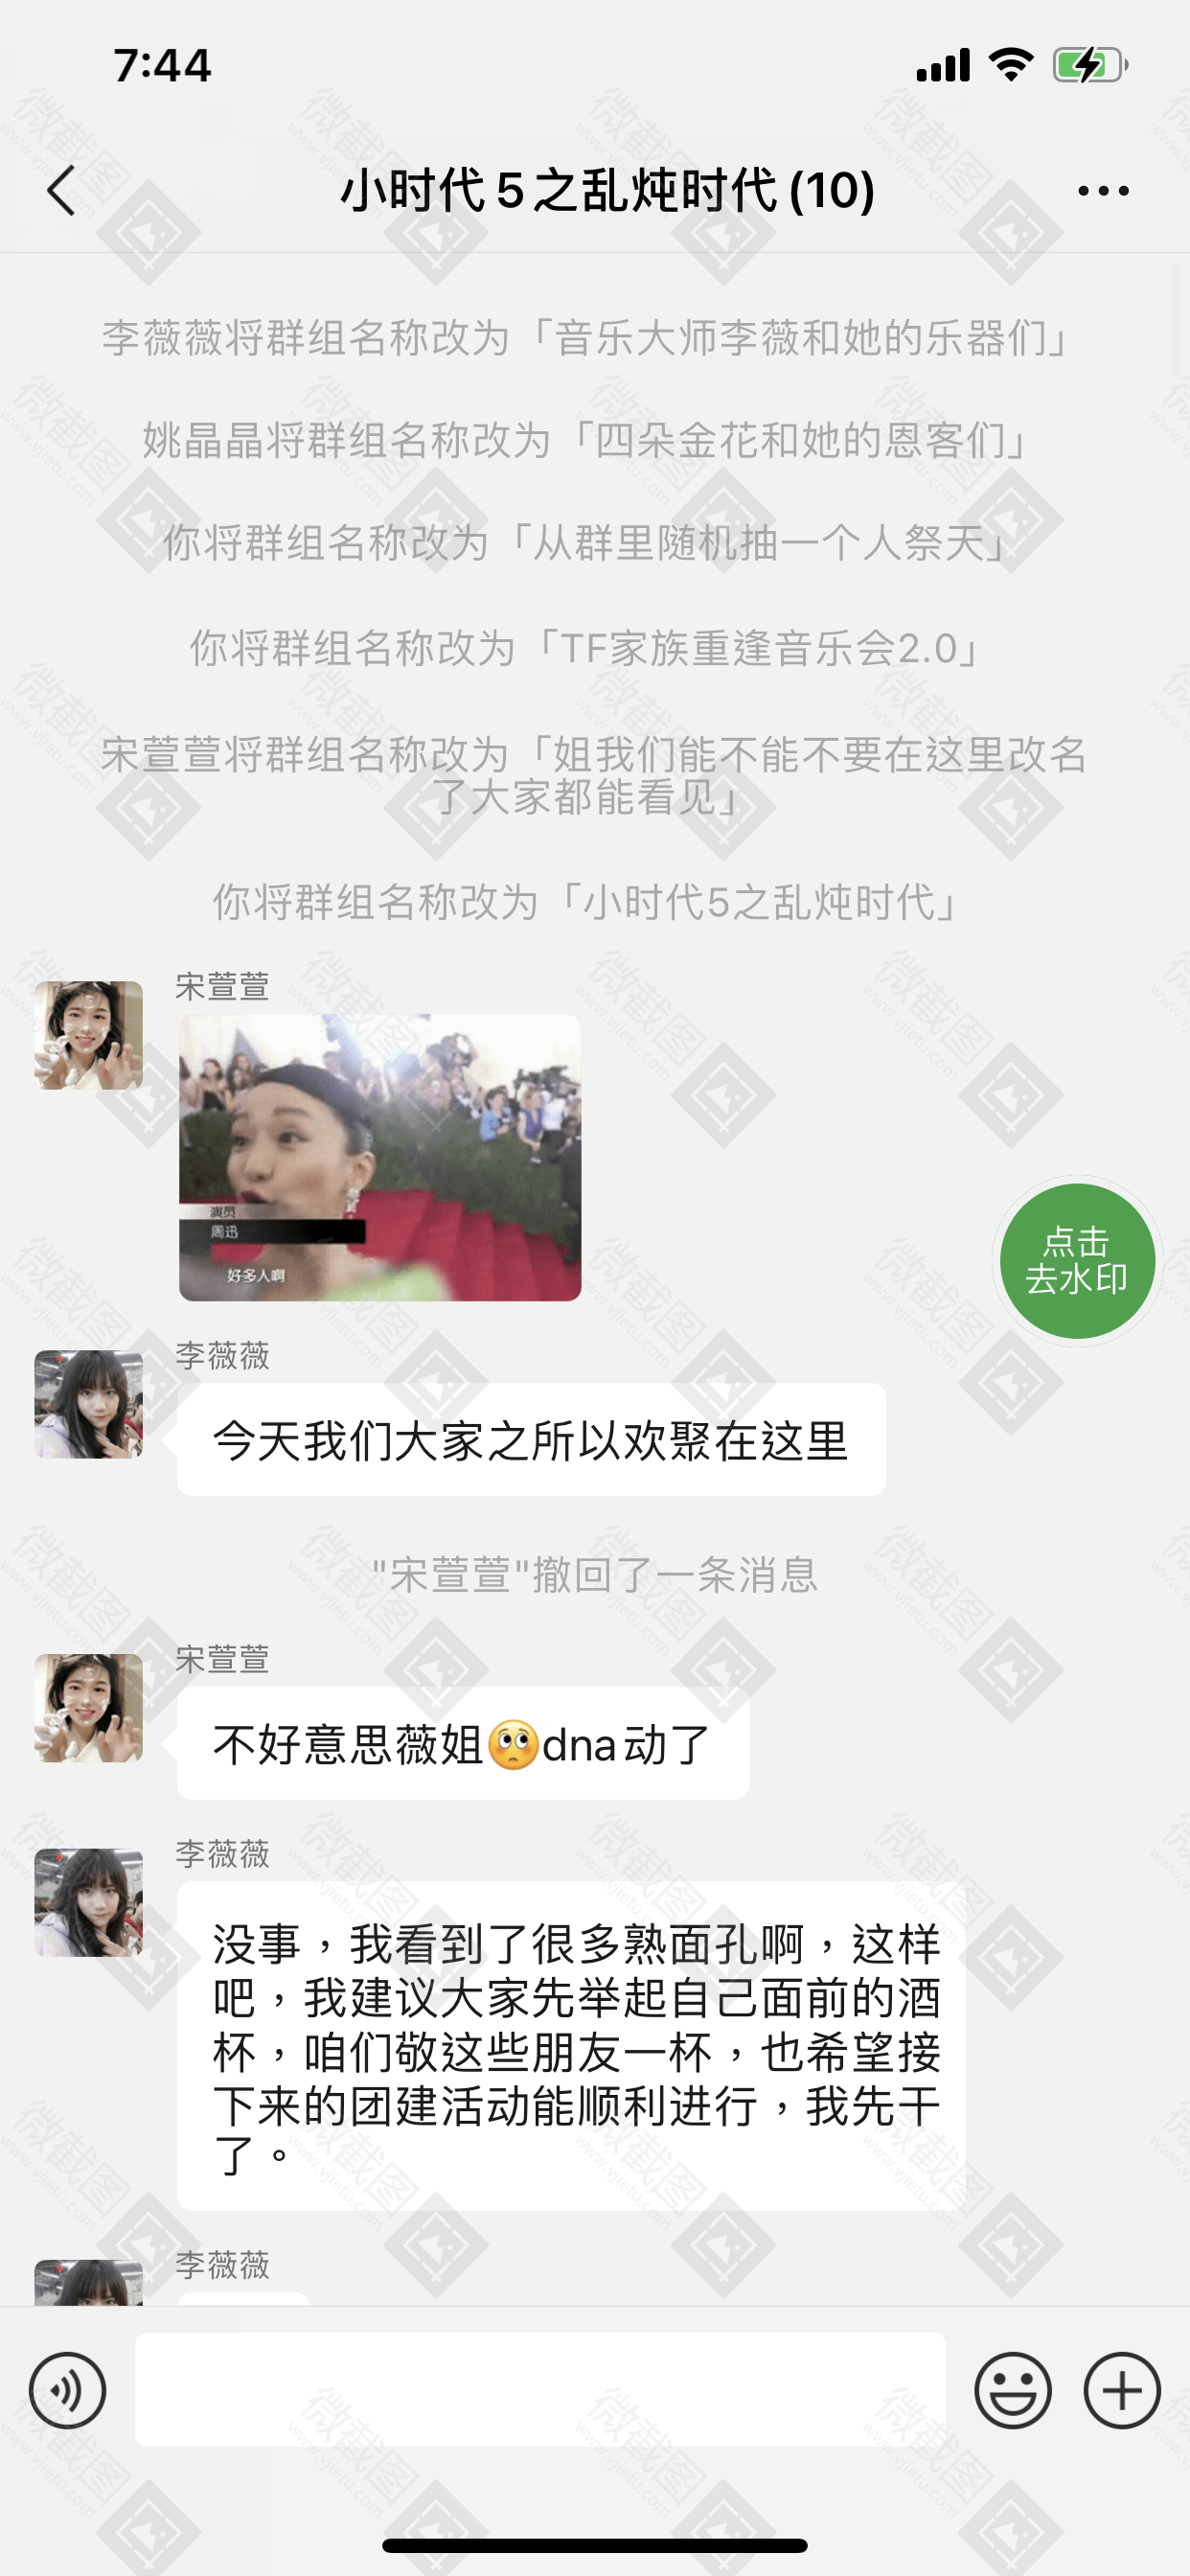 7:44
小时代5之乱炖时代(10)
李薇薇将群组名称改为「音乐大师李薇和她的乐器们」
姚晶晶将群组名称改为「四朵金花和她的恩客们」
你将群组名称改为「从群里随机抽一个人祭天」
你将群组名称改为「TF家族重逢音乐会2.0」
宋萱萱将群组名称改为「姐我们能不能不要在这里改名
了大家都能看见」
你将群组名称改为「小时代5之乱炖时代」
宋萱萱
演员
周迅
好多人啊
点击
去水印
李薇薇
今天我们大家之所以欢聚在这里
"宋萱萱"撤回了一条消息
宋萱萱
不好意思薇姐🥺dna动了
李薇薇
没事，我看到了很多熟面孔啊，这样
吧，我建议大家先举起自己面前的酒
杯，咱们敬这些朋友一杯，也希望接
下来的团建活动能顺利进行，我先干
了。
李薇薇
微截图
www.vjietu.com